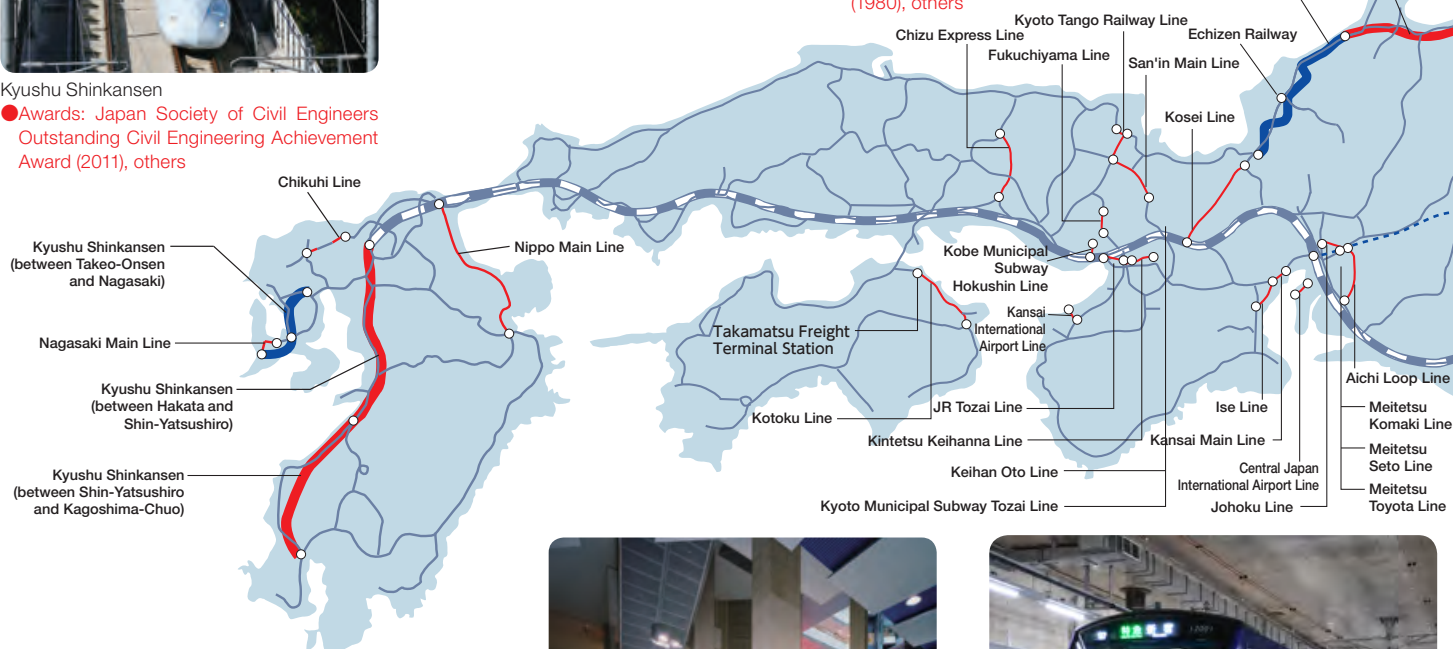 (1980), others
Kyushu Shinkansen
●Awards: Japan Society of Civil Engineers
Outstanding Civil Engineering Achievement
Award (2011), others
Kyoto Tango Railway Line
Chizu Express Line
Echizen Railway
Fukuchiyama Line
San'in Main Line
Kosei Line
Chikuhi Line
Kyushu Shinkansen
(between Takeo-Onsen
and Nagasaki)
Nippo Main Line
Kobe Municipal
Subway
Hokushin Line
Kansai
International
Airport Line
Takamatsu Freight
Terminal Station
Nagasaki Main Line
Kyushu Shinkansen
(between Hakata and
Shin-Yatsushiro)
Aichi Loop Line
Kotoku Line
JR Tozai Line
Ise Line
Meitetsu
Komaki Line
Kintetsu Keihanna Line
Kansai Main Line
Meitetsu
Seto Line
Keihan Oto Line
Central Japan
International Airport Line
Kyushu Shinkansen
(between Shin-Yatsushiro
and Kagoshima-Chuo)
Kyoto Municipal Subway Tozai Line
Johoku Line
Meitetsu
Toyota Line